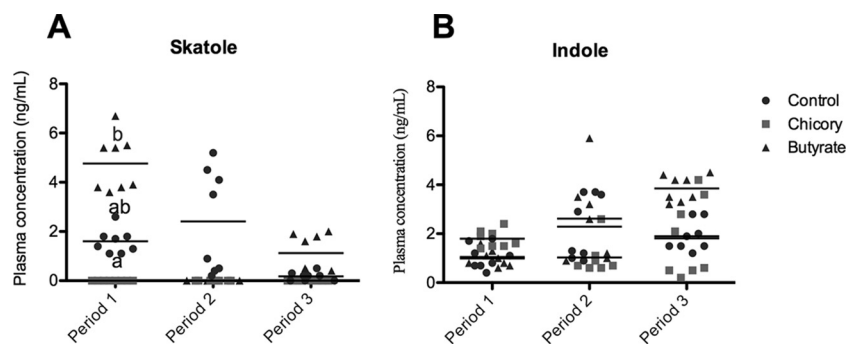 A
Skatole
Plasma concentration (ng/mL)
8
6
4
2
0
b
ab
a
Period 1
Period 2
Period 3
B
Indole
Plasma concentration (ng/mL)
8
6
4
2
0
Period 1
Period 2
Period 3
Control
Chicory
Butyrate